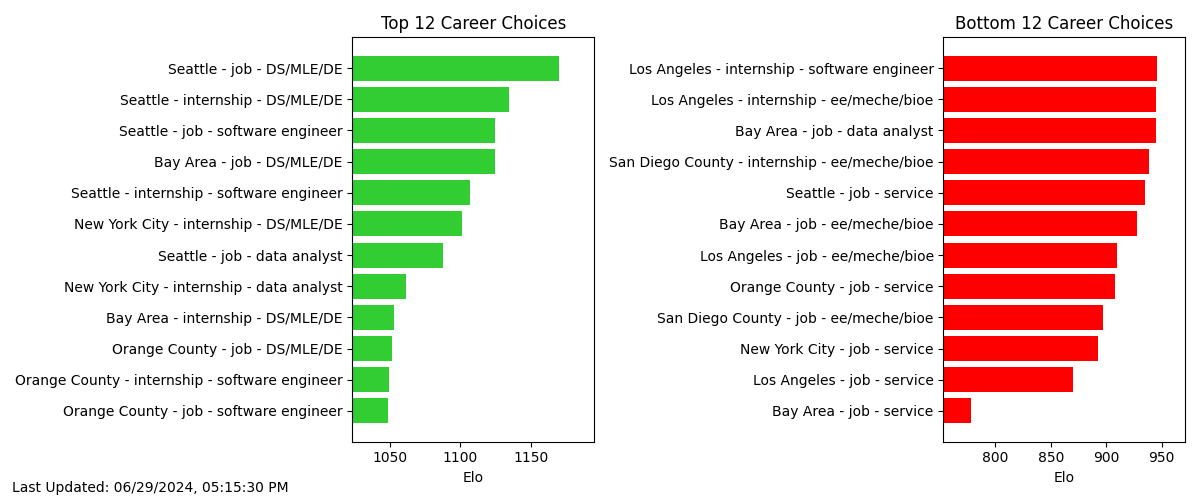 Top 12 Career Choices
Seattle - job - DS/MLE/DE
Seattle - internship - DS/MLE/DE
Seattle - job - software engineer
Bay Area - job - DS/MLE/DE
Seattle - internship - software engineer
New York City - internship - DS/MLE/DE
Seattle - job - data analyst
New York City - internship - data analyst
Bay Area - internship - DS/MLE/DE
Orange County - job - DS/MLE/DE
Orange County - internship - software engineer
Orange County - job - software engineer
1050 1100 1150
Elo
Bottom 12 Career Choices
Los Angeles - internship - software engineer
Los Angeles - internship - ee/meche/bioe
Bay Area - job - data analyst
San Diego County - internship - ee/meche/bioe
Seattle - job - service
Bay Area - job - ee/meche/bioe
Los Angeles - job - ee/meche/bioe
Orange County - job - service
San Diego County - job - ee/meche/bioe
New York City - job - service
Los Angeles - job - service
Bay Area - job - service
800 850 900 950
Elo
Last Updated: 06/29/2024, 05:15:30 PM